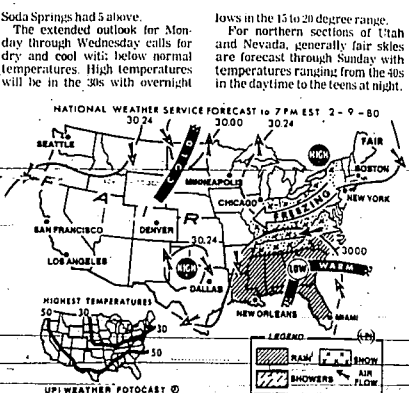 Soda Springs had 5 above.
The extended outlook for Mon-
day through Wednesday calls for
dry and cool with below normal
temperatures. High temperatures
will be in the 30s with overnight
lows in the 15 to 20 degree range.
For northern sections of Utah
and Nevada, generally fair skies
are forecast through Sunday with
temperatures ranging from the 40s
in the daytime to the teens at night.
NATIONAL WEATHER SERVICE FORECAST to 7 PM EST 2-9-80
30.24 30.00 30.24
SEATTLE
COLD
HIGH
FAIR
BOSTON
MINNEAPOLIS
NEW YORK
CHICAGO
FREEZING
FAIR
SAN FRANCISCO
DENVER
30.24
30.00
LOS ANGELES
HIGH
DALLAS
LOW
WARM
NEW ORLEANS
MIAMI
HIGHEST TEMPERATURES
50 30
30
50
LEGEND
RAIN
SNOW
SHOWERS
AIR
FLOW
UPI WEATHER FOTOCAST ©